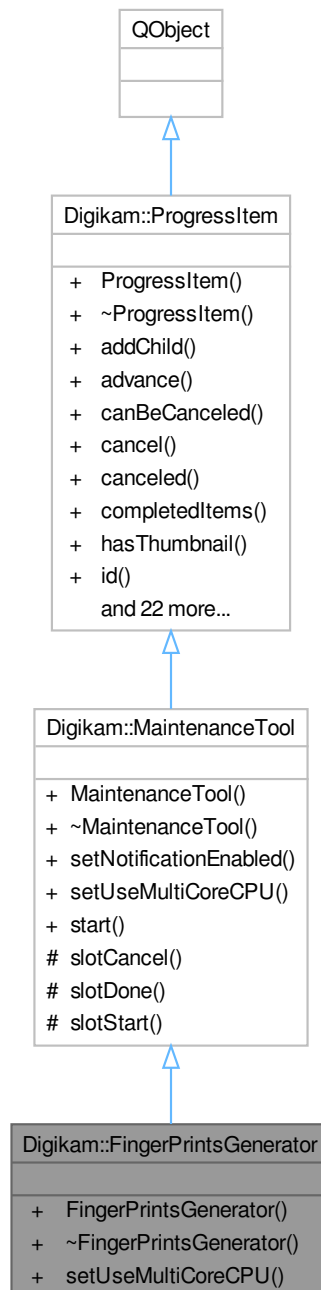 QObject
Digikam::ProgressItem
+ ProgressItem()
+ ~ProgressItem()
+ addChild()
+ advance()
+ canBeCanceled()
+ cancel()
+ canceled()
+ completedItems()
+ hasThumbnail()
+ id()
and 22 more...
Digikam::MaintenanceTool
+ MaintenanceTool()
+ ~MaintenanceTool()
+ setNotificationEnabled()
+ setUseMultiCoreCPU()
+ start()
# slotCancel()
# slotDone()
# slotStart()
Digikam::FingerPrintsGenerator
+ FingerPrintsGenerator()
+ ~FingerPrintsGenerator()
+ setUseMultiCoreCPU()